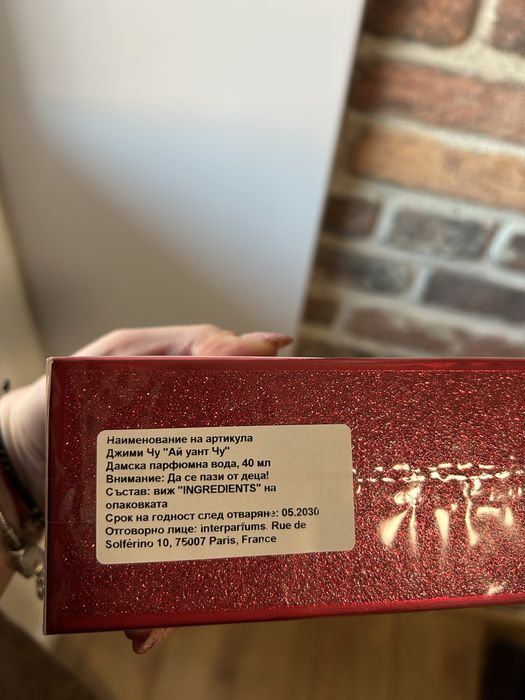 Наименование на артикула
Джими Чу "Ай уант Чу"
Дамска парфюмна вода, 40 мл
Внимание: Да се пази от деца!
Състав: виж "INGREDIENTS" на
опаковката
Срок на годност след отваряне: 05.2030
Отговорно лице: interparfums. Rue de
Solférino 10, 75007 Paris, France